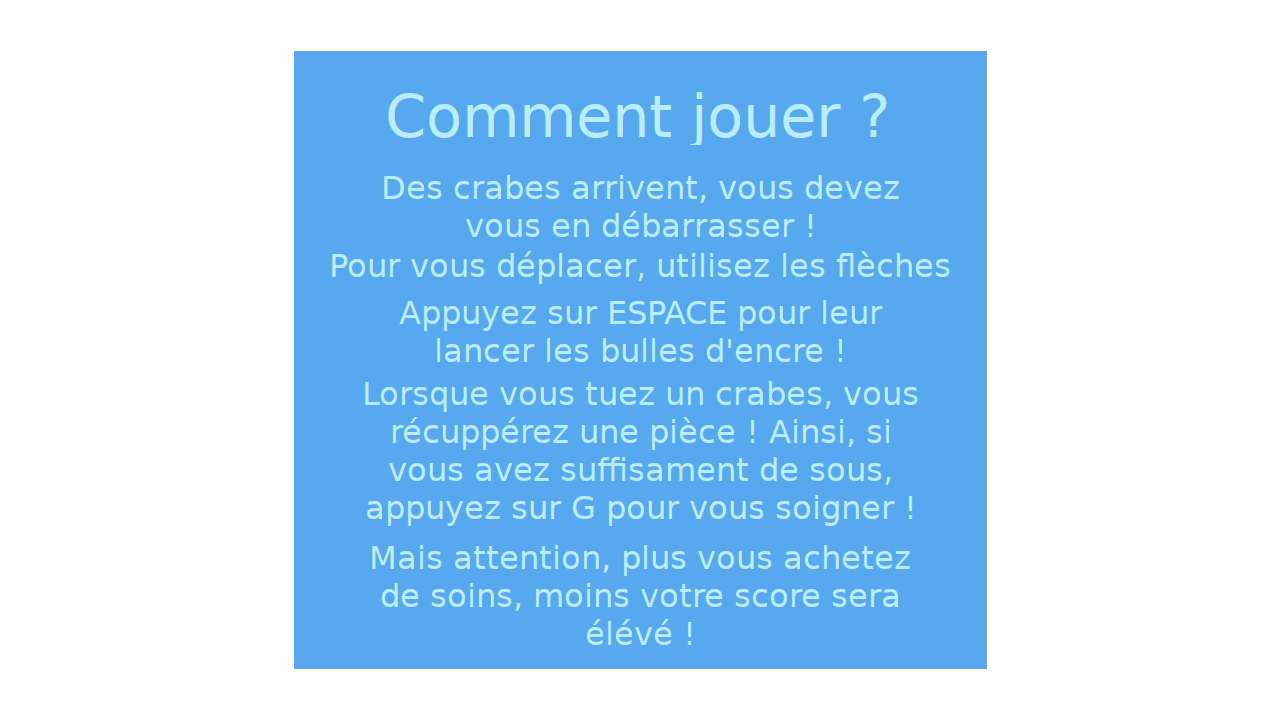 Comment jouer ?
Des crabes arrivent, vous devez
vous en débarrasser !
Pour vous déplacer, utilisez les flèches
Appuyez sur ESPACE pour leur
lancer les bulles d'encre !
Lorsque vous tuez un crabes, vous
récuppérez une pièce ! Ainsi, si
vous avez suffisament de sous,
appuyez sur G pour vous soigner !
Mais attention, plus vous achetez
de soins, moins votre score sera
élévé !